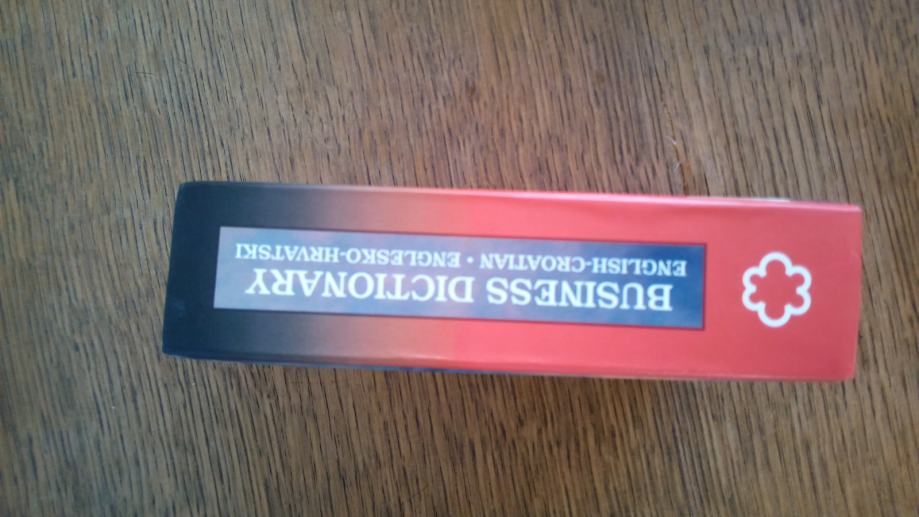 BUSINESS DICTIONARY
ENGLISH-CROATIAN • ENGLESKO-HRVATSKI